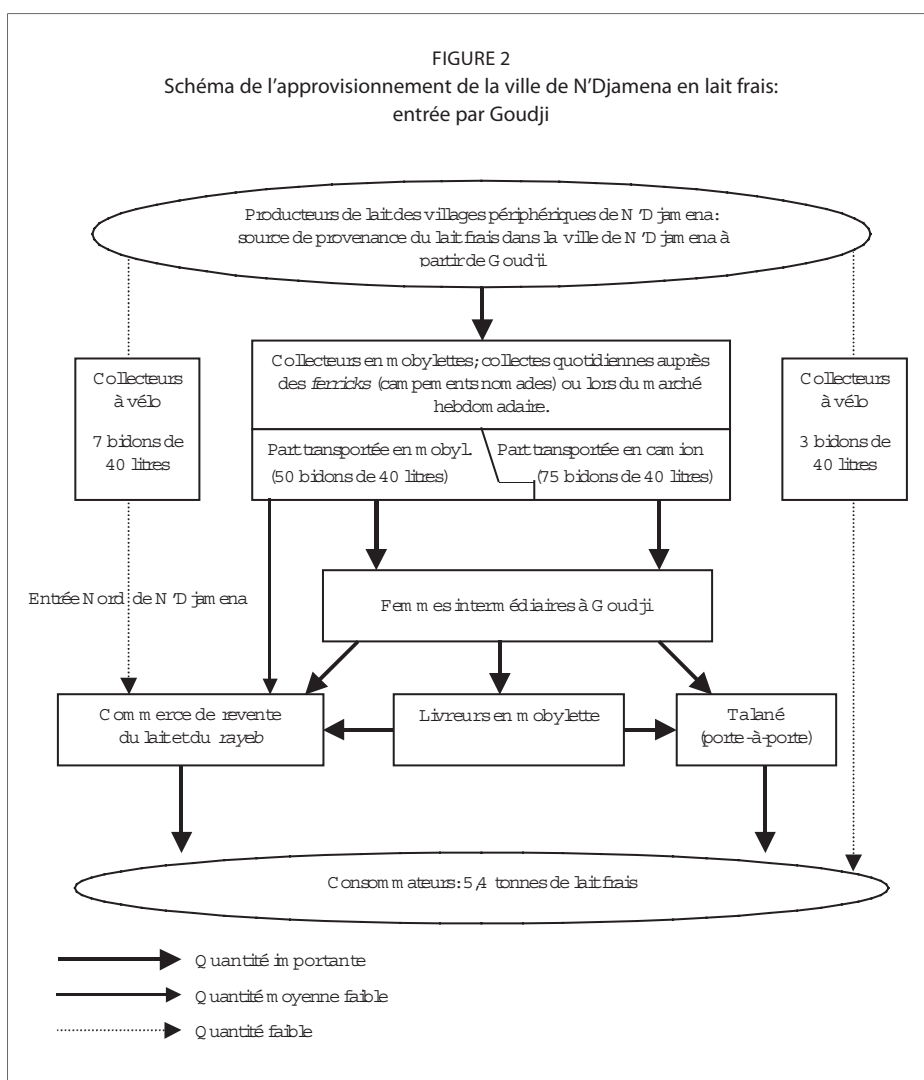 FIGURE 2
Schéma de l'approvisionnement de la ville de N'Djamena en lait frais:
entrée par Goudji
Producteurs de lait des villages périphériques de N'Djamena:
source de provenance du lait frais dans la ville de N'Djamena à
partir de Goudji
Collecteurs
à vélo
7 bidons de
40 litres
Collecteurs en mobylettes; collectes quotidiennes auprès
des ferricks (campements nomades) ou lors du marché
hebdomadaire.
Part transportée en mobyl.
(50 bidons de 40 litres)
Part transportée en camion
(75 bidons de 40 litres)
Collecteurs
à vélo
3 bidons de
40 litres
Entrée Nord de N'Djamena
Femmes intermédiaires à Goudji
Commerce de revente
du lait et du rayeb
Livreurs en mobylette
Talané
(porte-à-porte)
Consommateurs: 5,4 tonnes de lait frais
Quantité importante
Quantité moyenne faible
Quantité faible